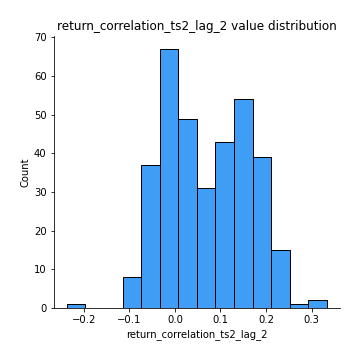 return_correlation_ts2_lag_2 value distribution
70
60
50
40
30
20
10
0
Count
−0.2 −0.1 0.0 0.1 0.2 0.3
return_correlation_ts2_lag_2